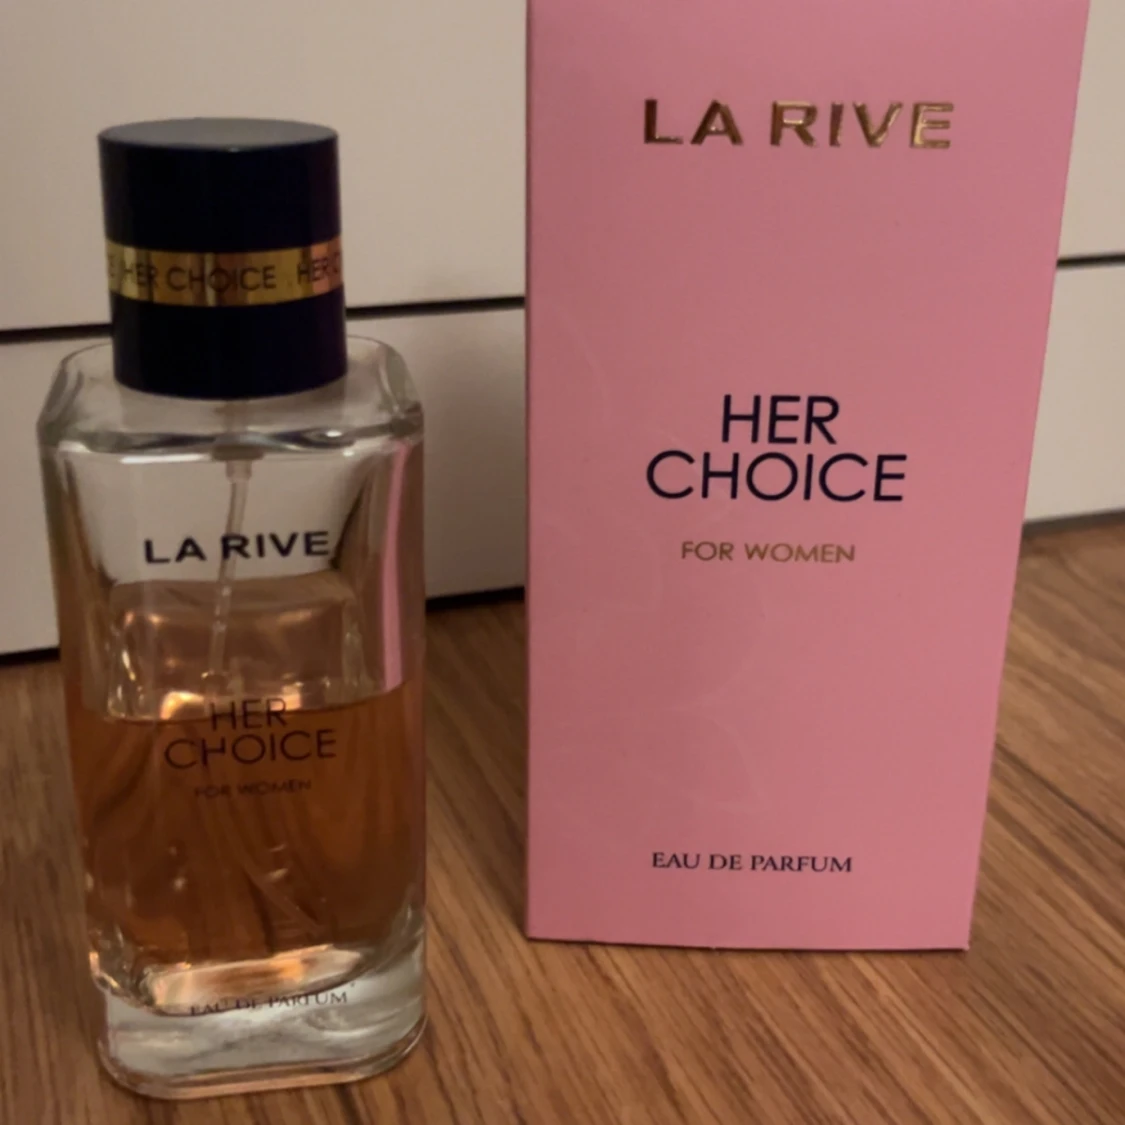 HER CHOICE HER
LA RIVE
HER
CHOICE
FOR WOMEN
EAU DE PARFUM
LA RIVE
HER
CHOICE
FOR WOMEN
EAU DE PARFUM